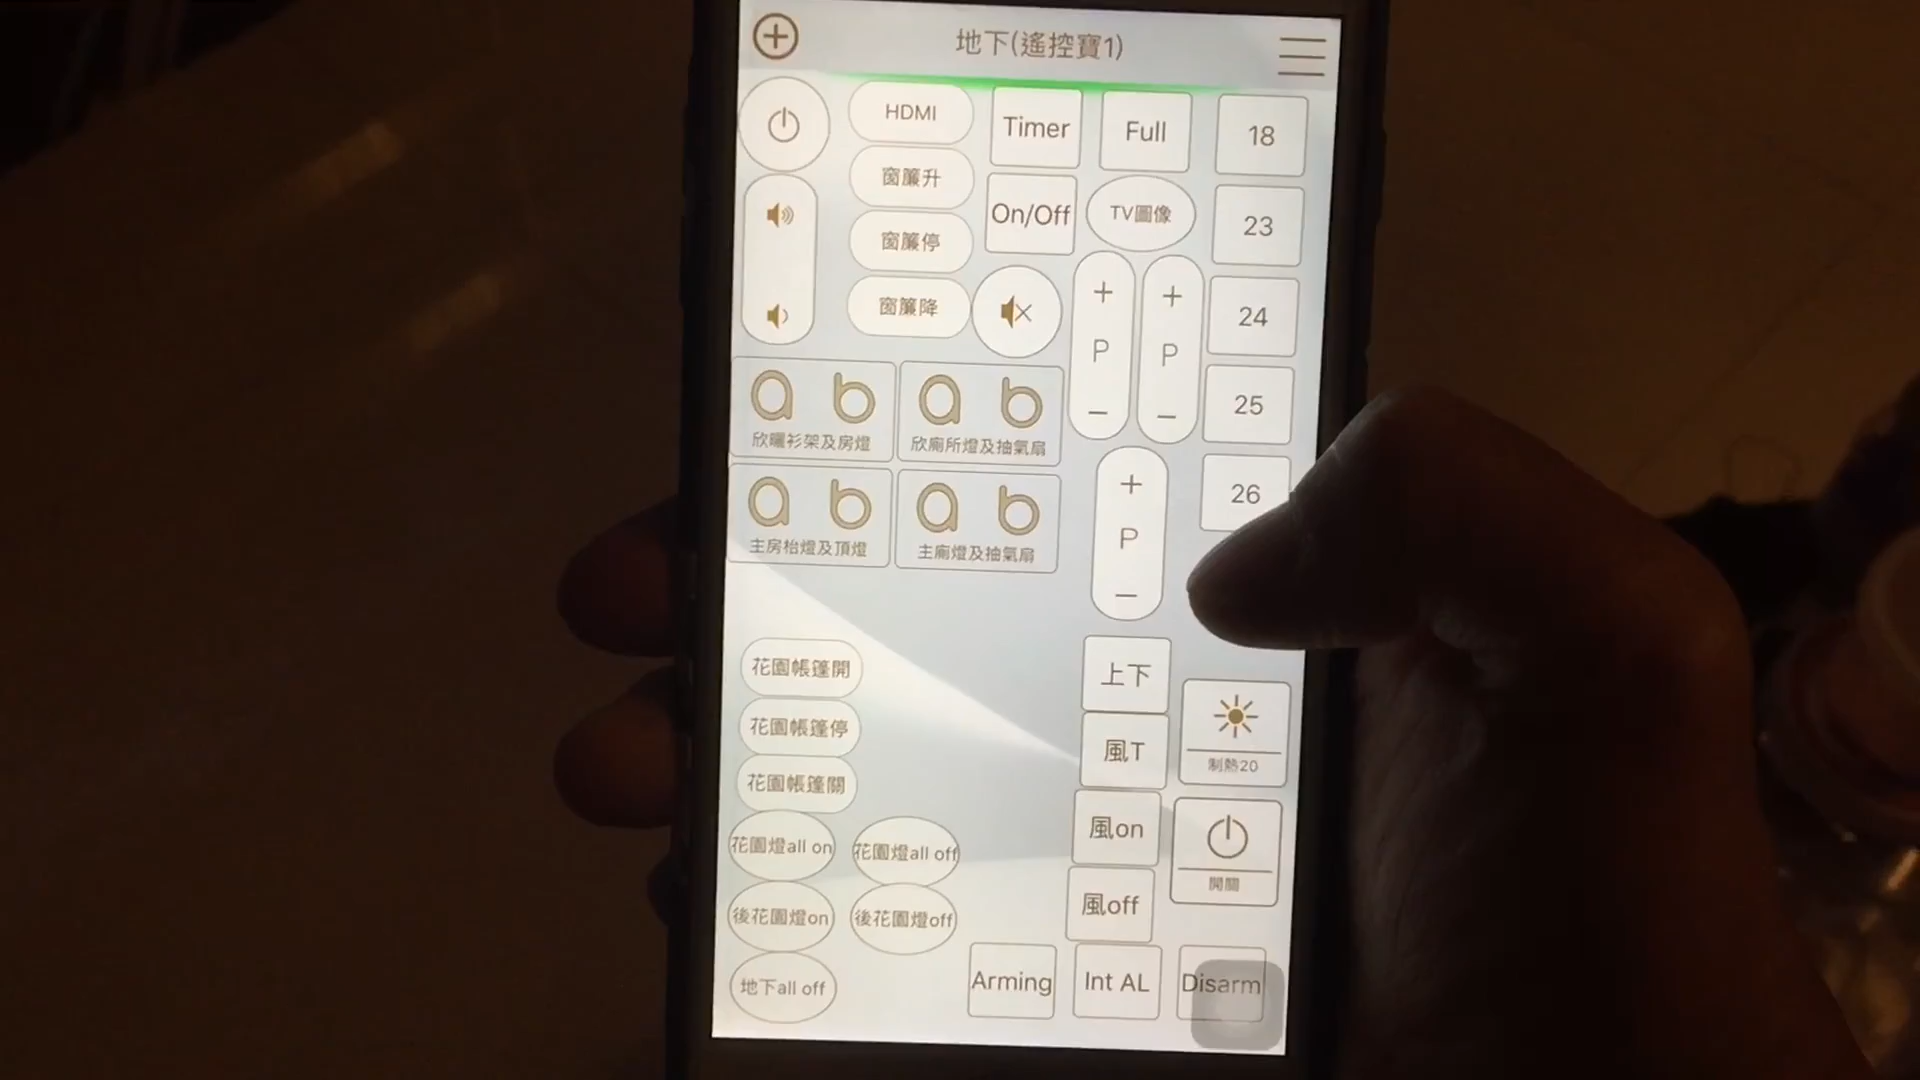 地下(遙控寶1)
HDMI
Timer
Full
18
窗簾升
On/Off
TV圖像
23
窗簾停
窗簾降
+
P
−
+
P
−
24
25
a b
欣曬衫架及房燈
a b
欣廁所燈及抽氣扇
+
P
−
26
a b
主房枱燈及頂燈
a b
主廁燈及抽氣扇
花園帳篷開
上下
花園帳篷停
風T
制熱20
花園帳篷關
花園燈all on
花園燈all off
風on
開關
後花園燈on
後花園燈off
風off
地下all off
Arming
Int AL
Disarm